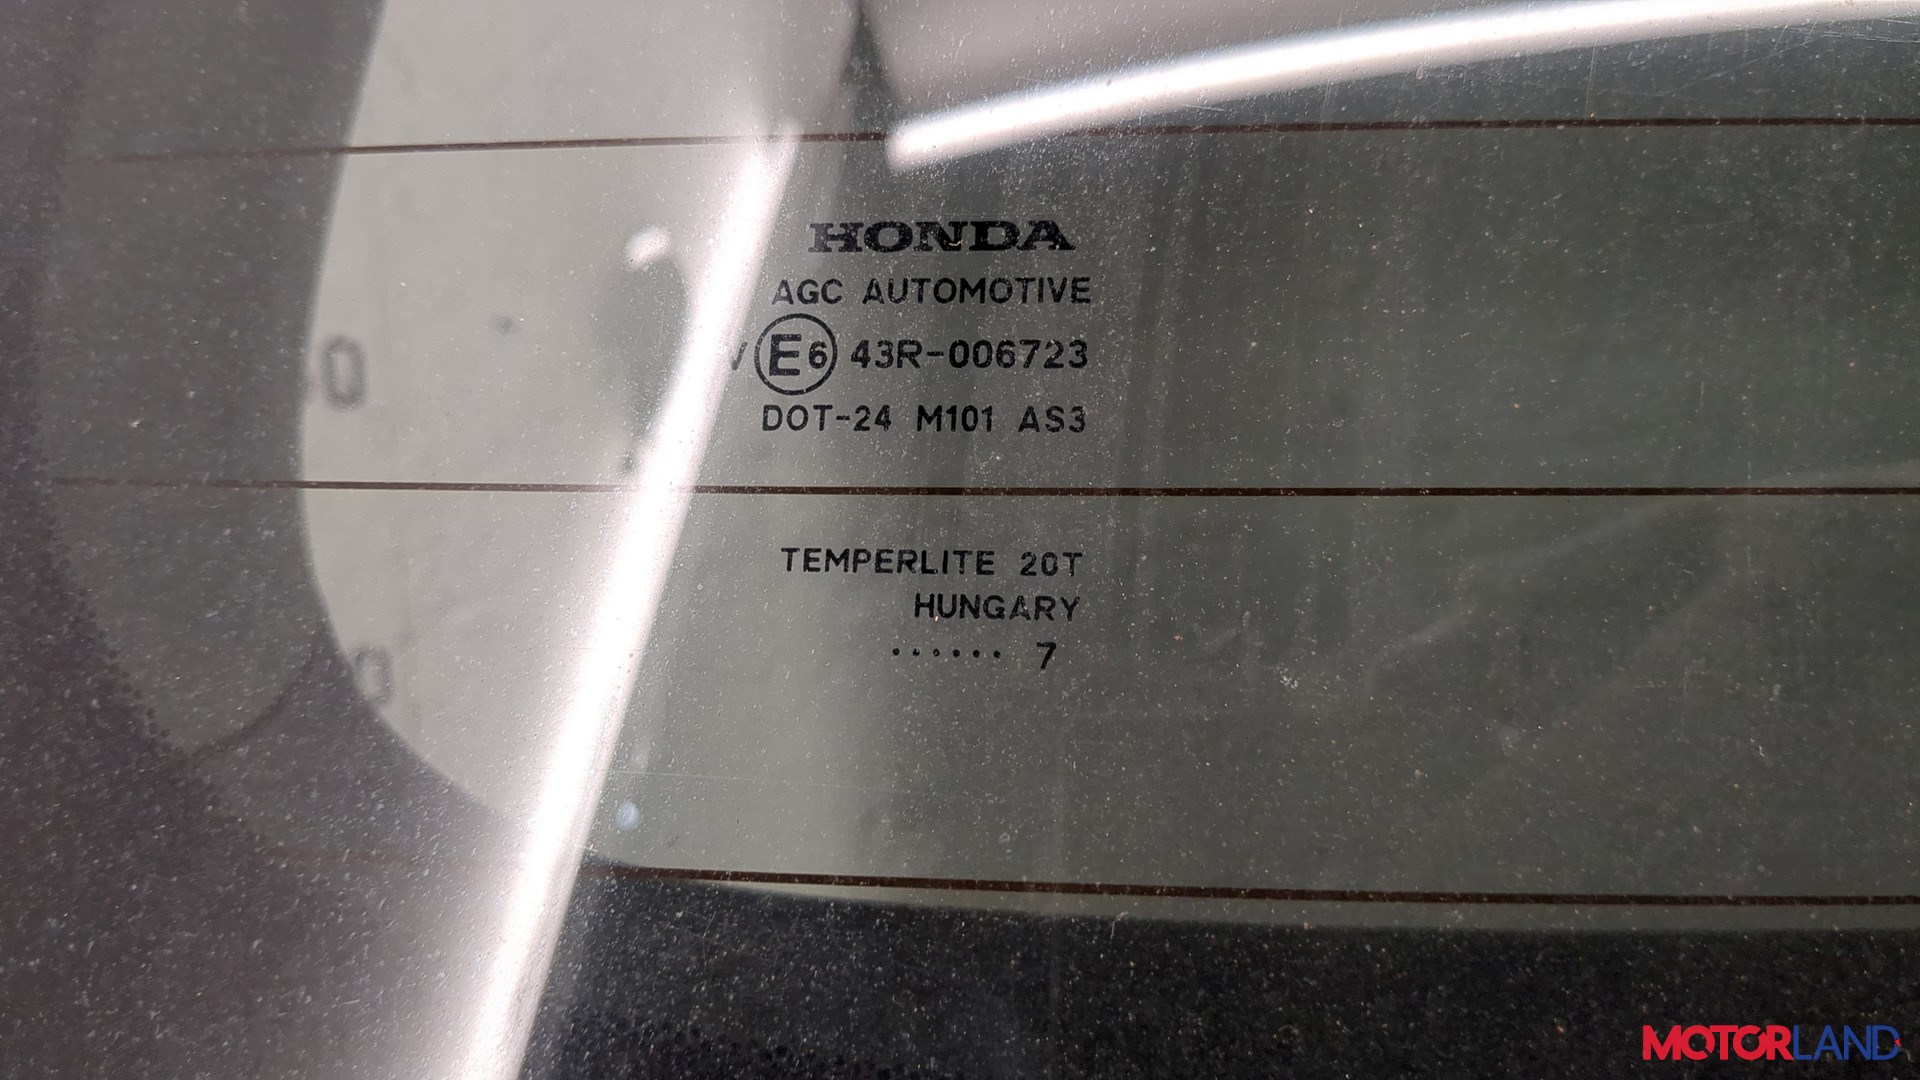 HONDA
AGC AUTOMOTIVE
V E6 43R-006723
DOT-24 M101 AS3
TEMPERLITE 20T
HUNGARY
...... 7
MOTORLAND